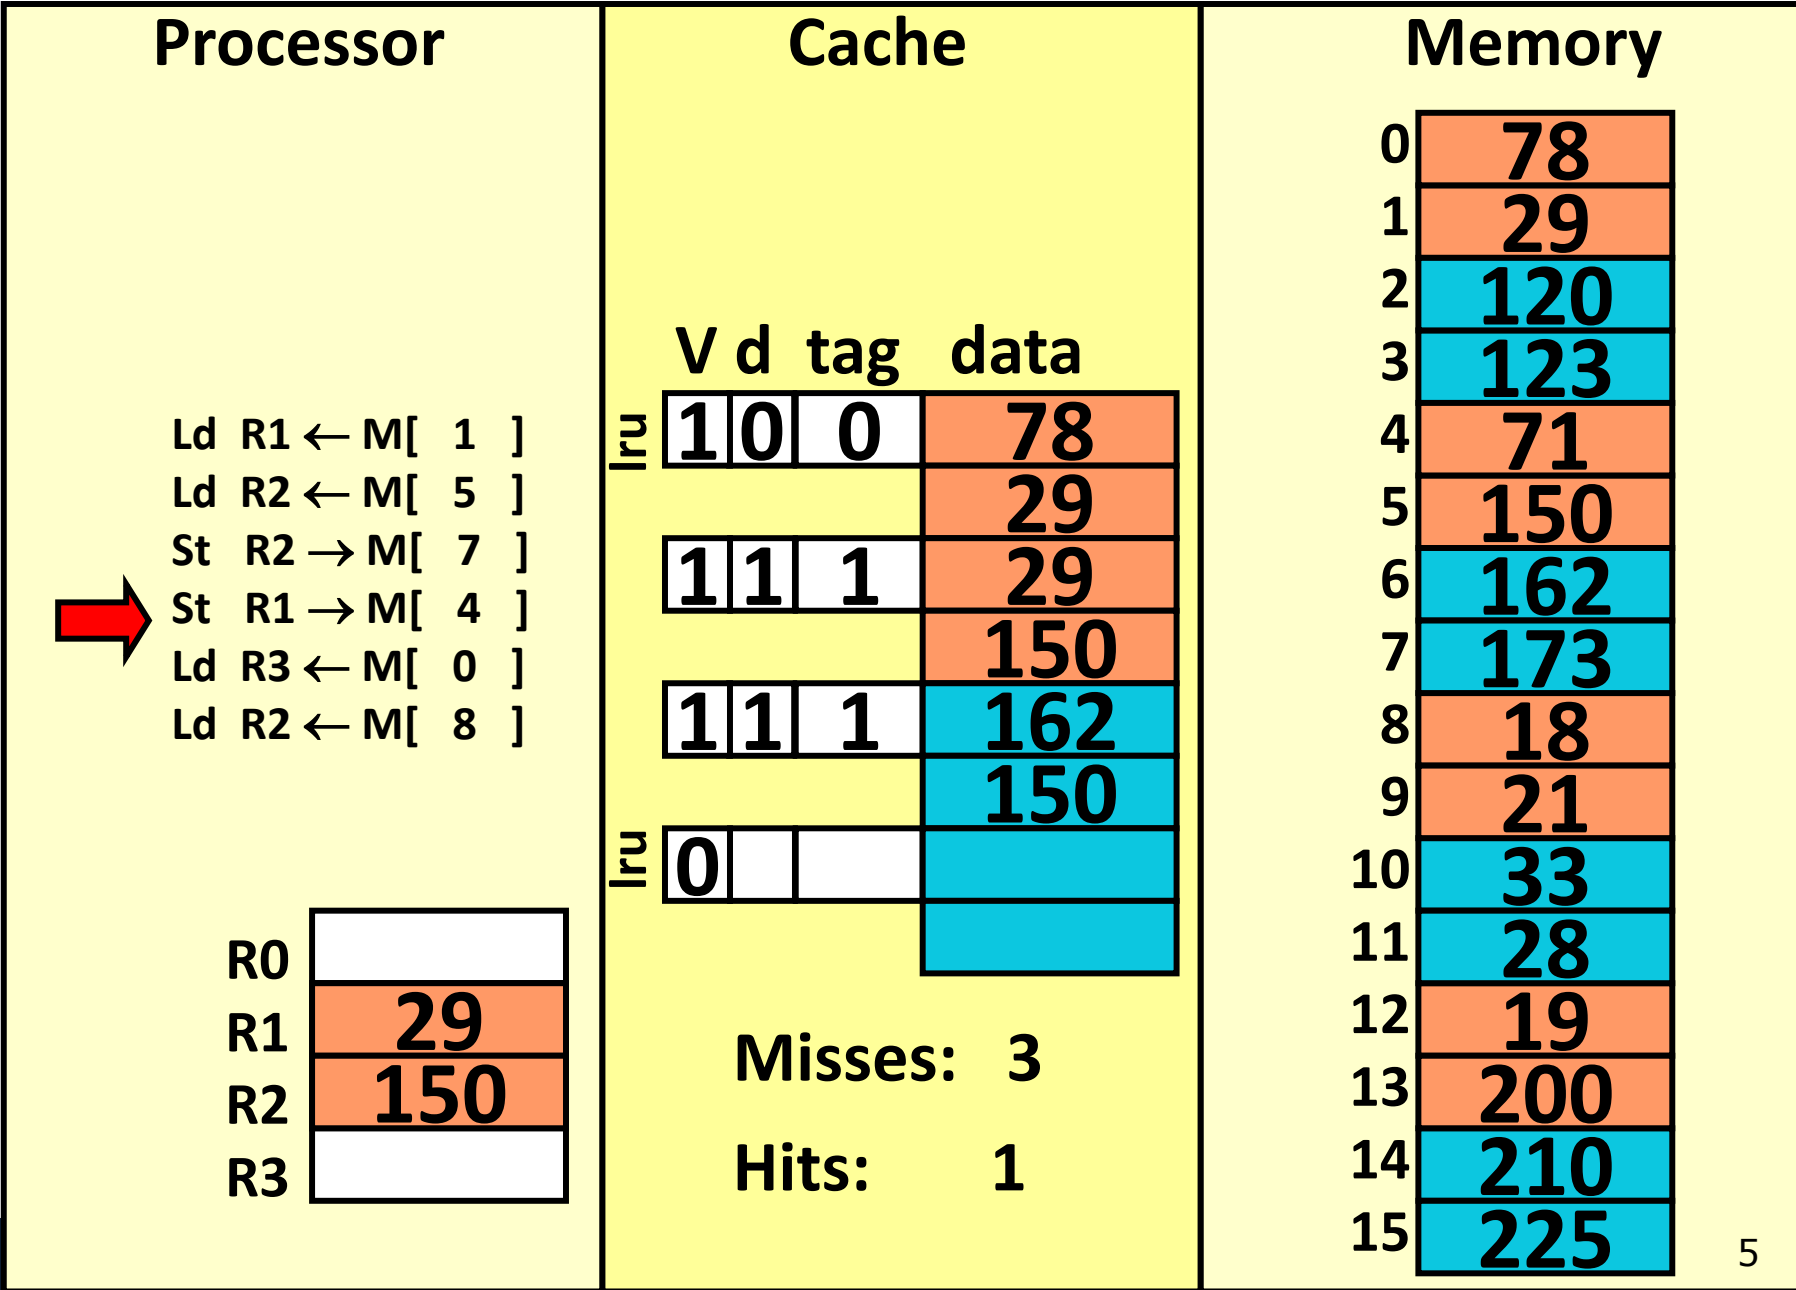 Processor
Ld R1 ← M[ 1 ]
Ld R2 ← M[ 5 ]
St R2 → M[ 7 ]
St R1 → M[ 4 ]
Ld R3 ← M[ 0 ]
Ld R2 ← M[ 8 ]
R0
R1 29
R2 150
R3
Cache
V d tag data
lru 1 0 0 78
29
1 1 1 29
150
1 1 1 162
150
lru 0
Misses: 3
Hits: 1
Memory
0 78
1 29
2 120
3 123
4 71
5 150
6 162
7 173
8 18
9 21
10 33
11 28
12 19
13 200
14 210
15 225
5